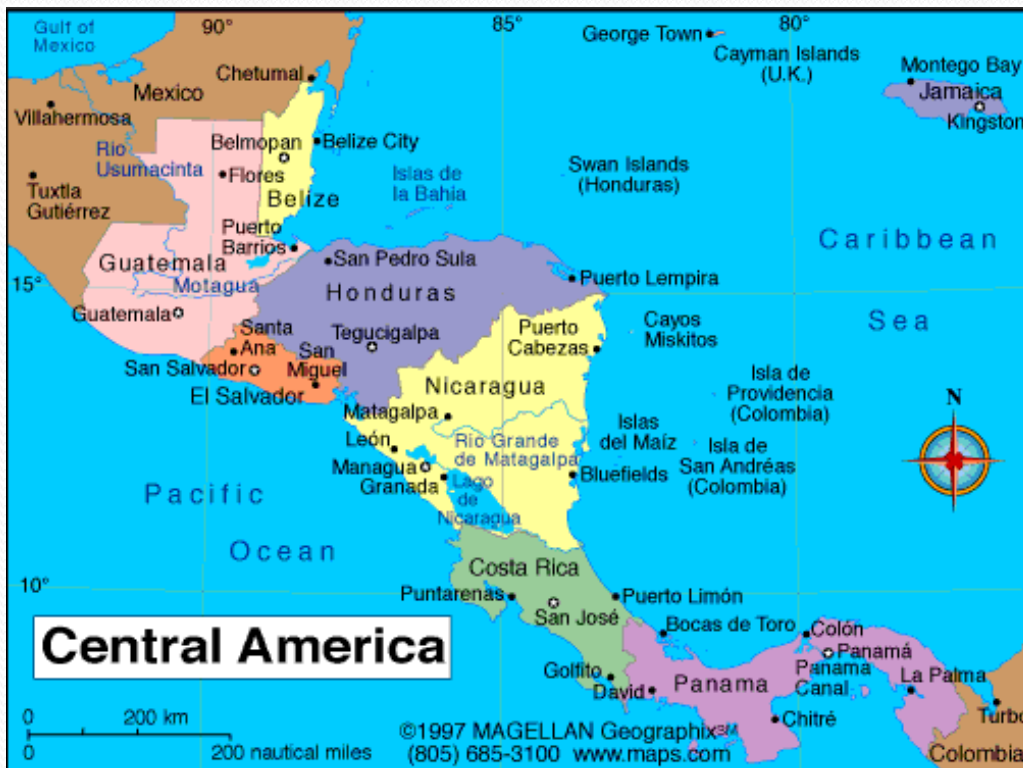 Gulf of
Mexico
90°
85°
80°
George Town
Cayman Islands
(U.K.)
Montego Bay
Jamaica
Kingston
Chetumal
Mexico
Villahermosa
Belmopan
Belize City
Rio
Usumacinta
Flores
Belize
Islas de
la Bahia
Swan Islands
(Honduras)
Tuxtla
Gutiérrez
Puerto
Barrios
Caribbean
Sea
Guatemala
Motagua
San Pedro Sula
Honduras
Puerto Lempira
15°
Guatemala
Santa
Ana
Tegucigalpa
Puerto
Cabezas
Cayos
Miskitos
San Salvador
San
Miguel
El Salvador
Nicaragua
Isla de
Providencia
(Colombia)
N
Matagalpa
León
Rio Grande
de Matagalpa
Islas
del Maíz
Isla de
San Andréas
(Colombia)
Managua
Granada
Bluefields
Lago
de
Nicaragua
Pacific
Ocean
Costa Rica
10°
Puntarenas
San José
Puerto Limón
Bocas de Toro
Colón
Panamá
Panama
Canal
La Palma
Central America
Golfito
David
Panama
Chitré
Turbo
Colombia
0
200 km
0
200 nautical miles
©1997 MAGELLAN Geographix℠
(805) 685-3100 www.maps.com